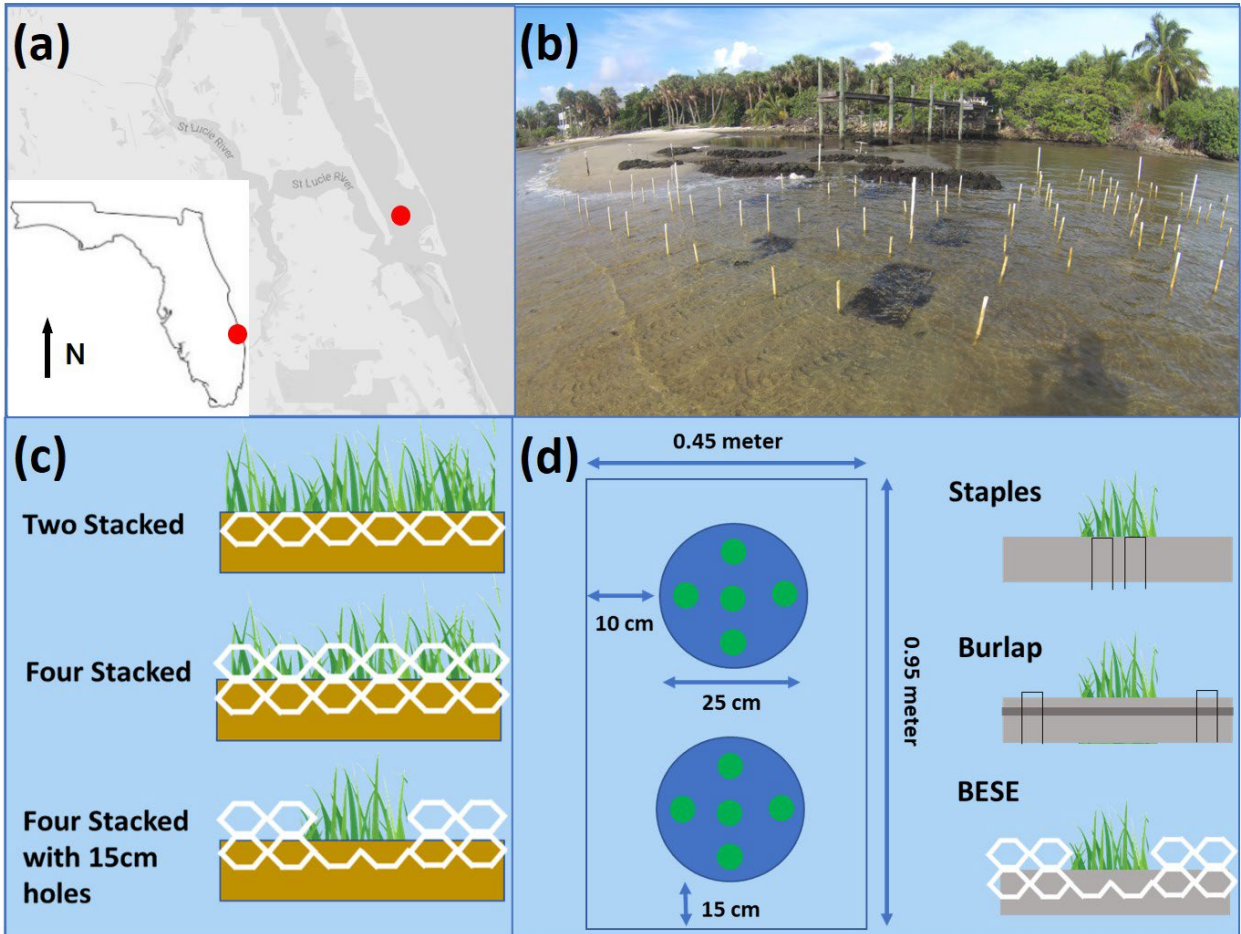 (a)
St Lucie River
St Lucie River
N
(b)
(c)
Two Stacked
Four Stacked
Four Stacked
with 15cm
holes
(d)
0.45 meter
10 cm
25 cm
15 cm
0.95 meter
Staples
Burlap
BESE